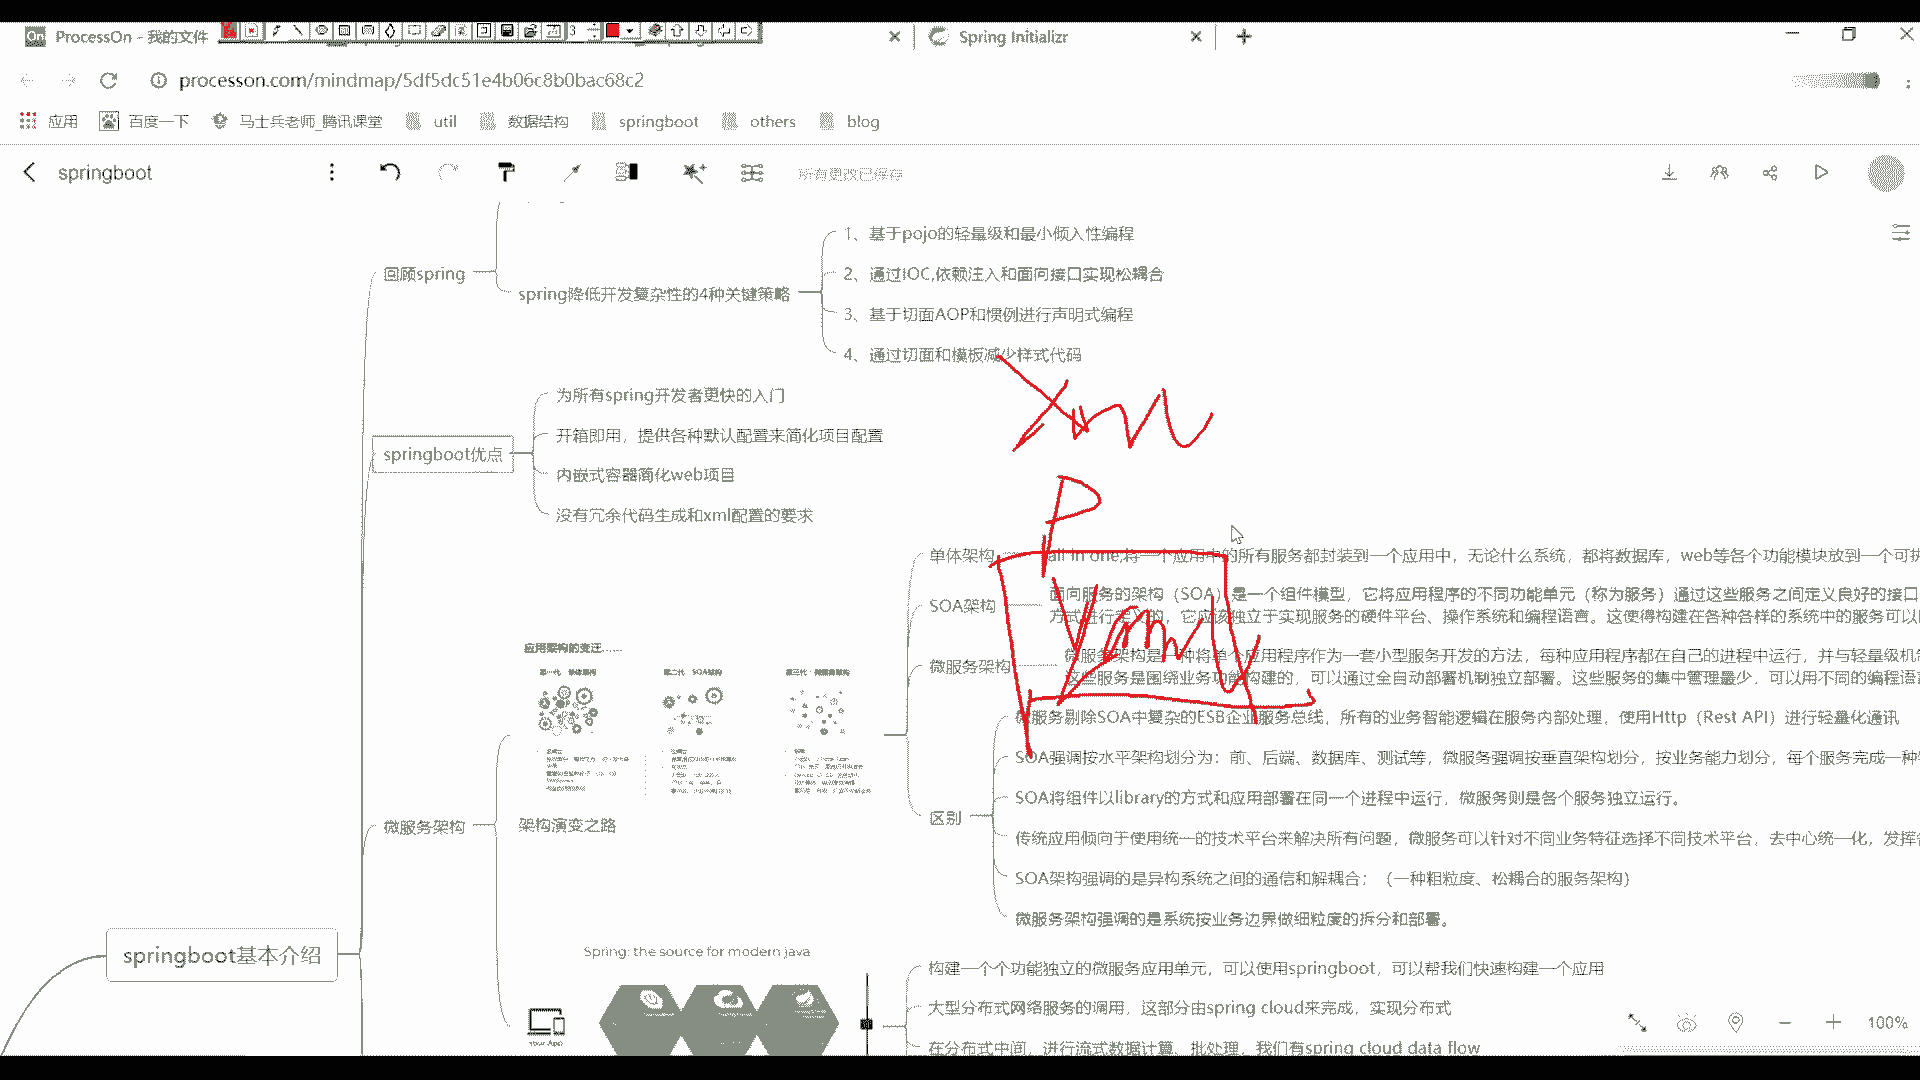 ProcessOn - 我的文件
Spring Initializr
processon.com/mindmap/5df5dc51e4b06c8b0bac68c2
应用 百度一下 马士兵老师_腾讯课堂 util 数据结构 springboot others blog
springboot 所有更改已保存
回顾spring
spring降低开发复杂性的4种关键策略
1、基于pojo的轻量级和最小倾入性编程
2、通过IOC,依赖注入和面向接口实现松耦合
3、基于切面AOP和惯例进行声明式编程
4、通过切面和模板减少样式代码
springboot优点
为所有spring开发者更快的入门
开箱即用，提供各种默认配置来简化项目配置
内嵌式容器简化web项目
没有冗余代码生成和xml配置的要求
xml
P
Yaml
单体架构
all in one,将一个应用中的所有服务都封装到一个应用中，无论什么系统，都将数据库，web等各个功能模块放到一个可执
SOA架构
面向服务的架构（SOA）是一个组件模型，它将应用程序的不同功能单元（称为服务）通过这些服务之间定义良好的接口
方式进行定义的，它应该独立于实现服务的硬件平台、操作系统和编程语言。这使得构建在各种各样的系统中的服务可以
微服务架构
微服务架构是一种将单个应用程序作为一套小型服务开发的方法，每种应用程序都在自己的进程中运行，并与轻量级机制
这些服务是围绕业务功能构建的，可以通过全自动部署机制独立部署。这些服务的集中管理最少，可以用不同的编程语言
应用架构的变迁……
第一代 单体架构
第二代 SOA架构
第三代 微服务架构
微服务架构
架构演变之路
区别
微服务剔除SOA中复杂的ESB企业服务总线，所有的业务智能逻辑在服务内部处理，使用Http（Rest API）进行轻量化通讯
SOA强调按水平架构划分为：前、后端、数据库、测试等，微服务强调按垂直架构划分，按业务能力划分，每个服务完成一种
SOA将组件以library的方式和应用部署在同一个进程中运行，微服务则是各个服务独立运行。
传统应用倾向于使用统一的技术平台来解决所有问题，微服务可以针对不同业务特征选择不同技术平台，去中心统一化，发挥
SOA架构强调的是异构系统之间的通信和解耦合；（一种粗粒度、松耦合的服务架构）
微服务架构强调的是系统按业务边界做细粒度的拆分和部署。
springboot基本介绍
Spring: the source for modern java
Your App
构建一个个功能独立的微服务应用单元，可以使用springboot，可以帮我们快速构建一个应用
大型分布式网络服务的调用，这部分由spring cloud来完成，实现分布式
在分布式中间，进行流式数据计算、批处理，我们有spring cloud data flow
100%